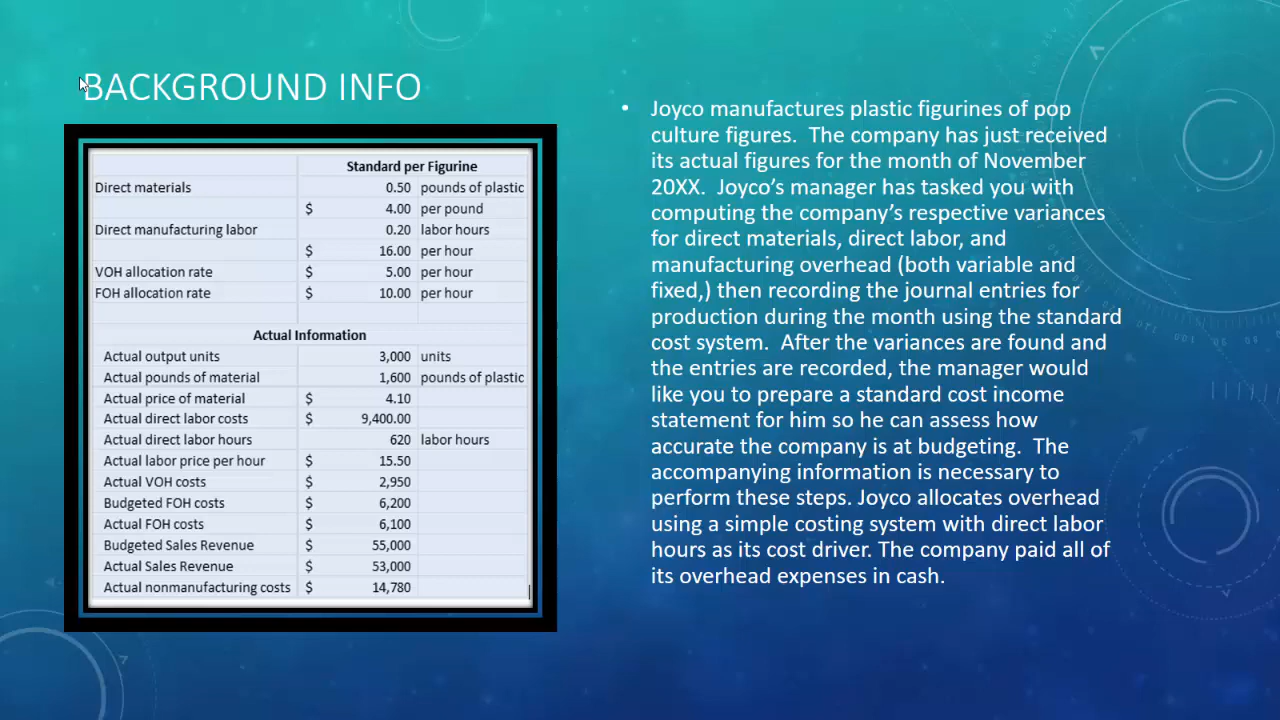 BACKGROUND INFO
Standard per Figurine
Direct materials 0.50 pounds of plastic
$ 4.00 per pound
Direct manufacturing labor 0.20 labor hours
$ 16.00 per hour
VOH allocation rate $ 5.00 per hour
FOH allocation rate $ 10.00 per hour
Actual Information
Actual output units 3,000 units
Actual pounds of material 1,600 pounds of plastic
Actual price of material $ 4.10
Actual direct labor costs $ 9,400.00
Actual direct labor hours 620 labor hours
Actual labor price per hour $ 15.50
Actual VOH costs $ 2,950
Budgeted FOH costs $ 6,200
Actual FOH costs $ 6,100
Budgeted Sales Revenue $ 55,000
Actual Sales Revenue $ 53,000
Actual nonmanufacturing costs $ 14,780
• Joyco manufactures plastic figurines of pop
culture figures. The company has just received
its actual figures for the month of November
20XX. Joyco’s manager has tasked you with
computing the company’s respective variances
for direct materials, direct labor, and
manufacturing overhead (both variable and
fixed,) then recording the journal entries for
production during the month using the standard
cost system. After the variances are found and
the entries are recorded, the manager would
like you to prepare a standard cost income
statement for him so he can assess how
accurate the company is at budgeting. The
accompanying information is necessary to
perform these steps. Joyco allocates overhead
using a simple costing system with direct labor
hours as its cost driver. The company paid all of
its overhead expenses in cash.